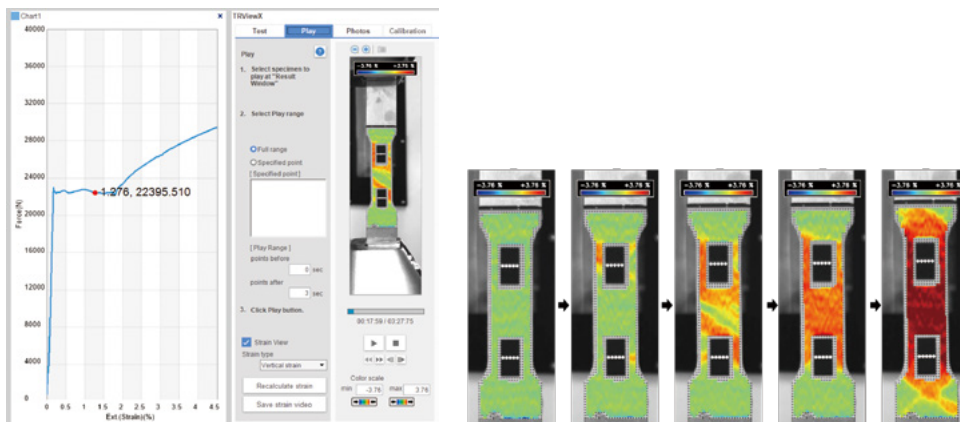 Chart1
×
40000
36000
32000
28000
24000
20000
16000
12000
8000
4000
0
Force(N)
1.276, 22395.510
0 0.5 1 1.5 2 2.5 3 3.5 4 4.5
Ext.(Strain)(%)
TRViewX
Test Play Photos Calibration
Play
?
1. Select specimen to
play at "Result
Window"
2. Select Play range
Full range
Specified point
[Specified point]
[Play Range]
points before
0 sec
points after
3 sec
3. Click Play button.
Strain View
Strain type
Vertical strain
Recalculate strain
Save strain video
-3.76 % +3.76 %
00:17:59 / 03:27.75
Color scale
min -3.76 max 3.76
-3.76 % +3.76 %
-3.76 % +3.76 %
-3.76 % +3.76 %
-3.76 % +3.76 %
-3.76 % +3.76 %